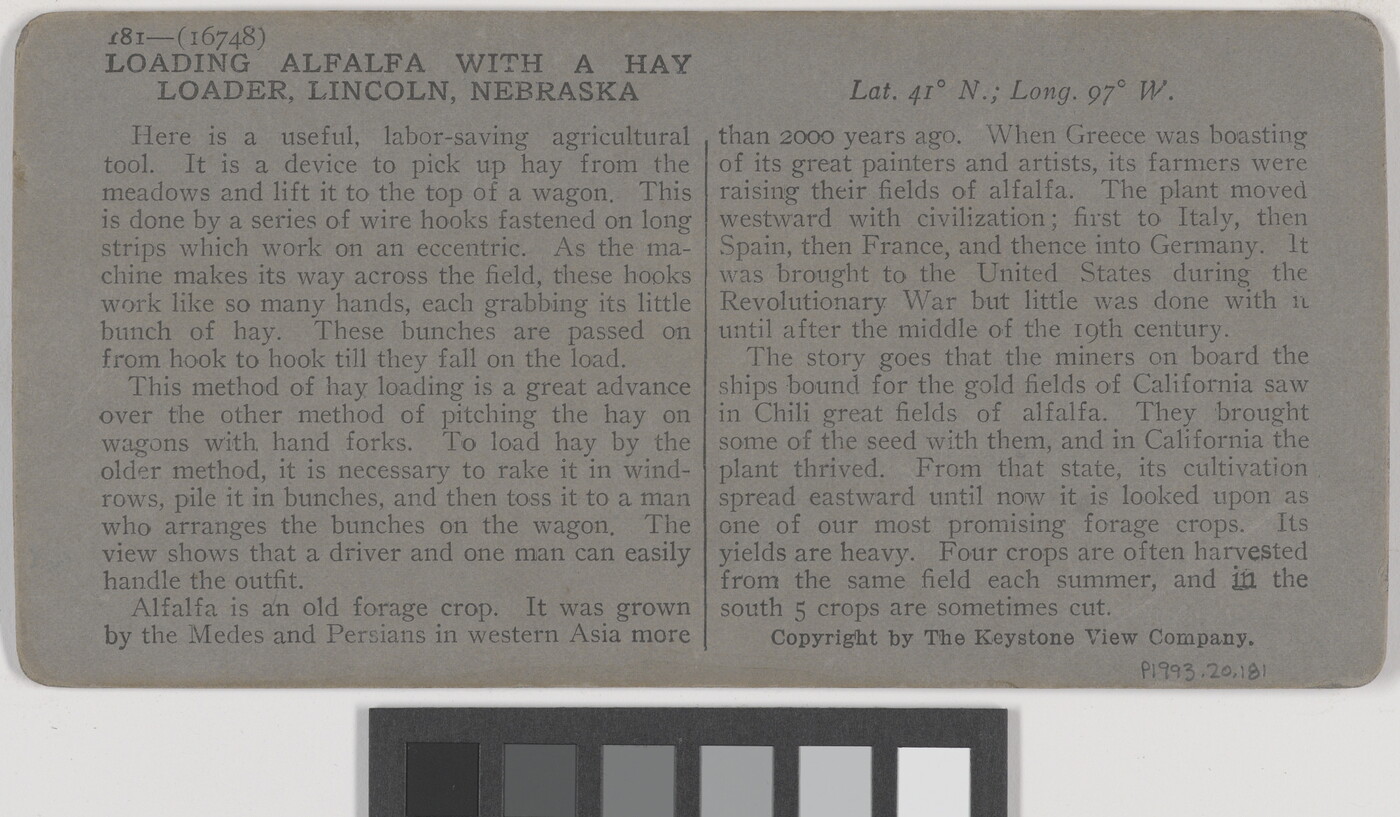 181—(16748)
LOADING ALFALFA WITH A HAY
LOADER, LINCOLN, NEBRASKA
Here is a useful, labor-saving agricultural
tool. It is a device to pick up hay from the
meadows and lift it to the top of a wagon. This
is done by a series of wire hooks fastened on long
strips which work on an eccentric. As the ma-
chine makes its way across the field, these hooks
work like so many hands, each grabbing its little
bunch of hay. These bunches are passed on
from hook to hook till they fall on the load.
This method of hay loading is a great advance
over the other method of pitching the hay on
wagons with hand forks. To load hay by the
older method, it is necessary to rake it in wind-
rows, pile it in bunches, and then toss it to a man
who arranges the bunches on the wagon. The
view shows that a driver and one man can easily
handle the outfit.
Alfalfa is an old forage crop. It was grown
by the Medes and Persians in western Asia more
Lat. 41° N.; Long. 97° W.
than 2000 years ago. When Greece was boasting
of its great painters and artists, its farmers were
raising their fields of alfalfa. The plant moved
westward with civilization; first to Italy, then
Spain, then France, and thence into Germany. It
was brought to the United States during the
Revolutionary War but little was done with it
until after the middle of the 19th century.
The story goes that the miners on board the
ships bound for the gold fields of California saw
in Chili great fields of alfalfa. They brought
some of the seed with them, and in California the
plant thrived. From that state, its cultivation
spread eastward until now it is looked upon as
one of our most promising forage crops. Its
yields are heavy. Four crops are often harvested
from the same field each summer, and in the
south 5 crops are sometimes cut.
Copyright by The Keystone View Company.
P1993.20.181